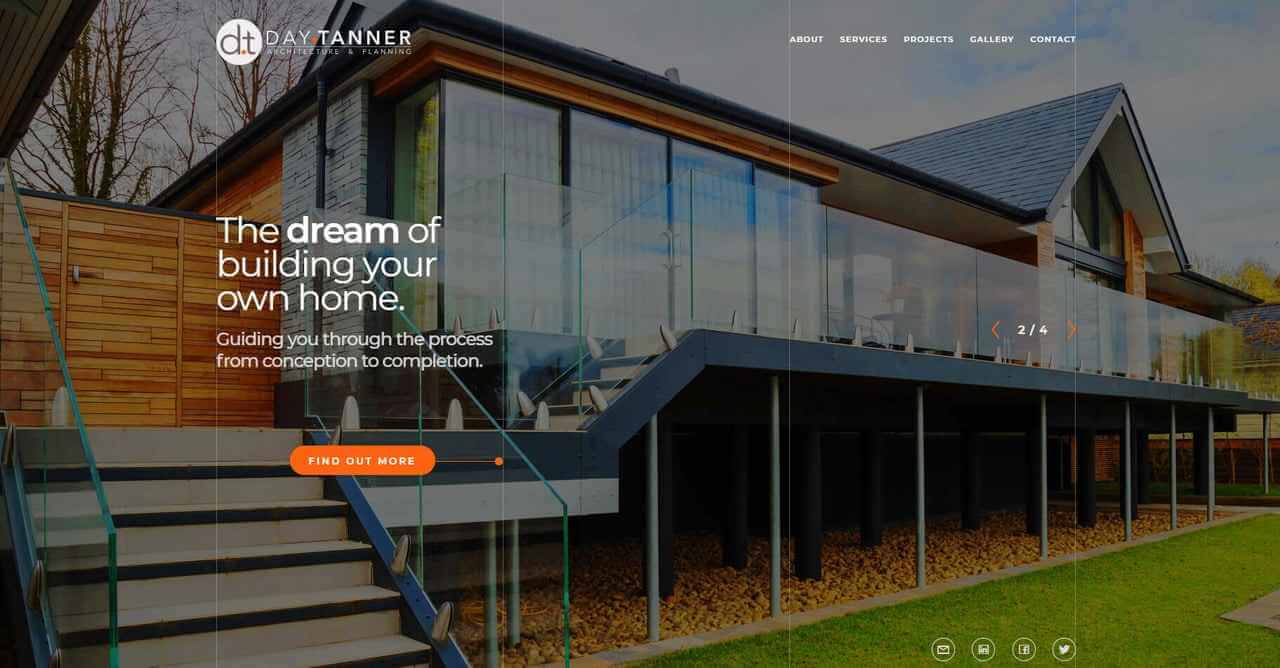 d.t DAY.TANNER
ARCHITECTURE & PLANNING
ABOUT SERVICES PROJECTS GALLERY CONTACT
The dream of
building your
own home.
Guiding you through the process
from conception to completion.
2 / 4
FIND OUT MORE